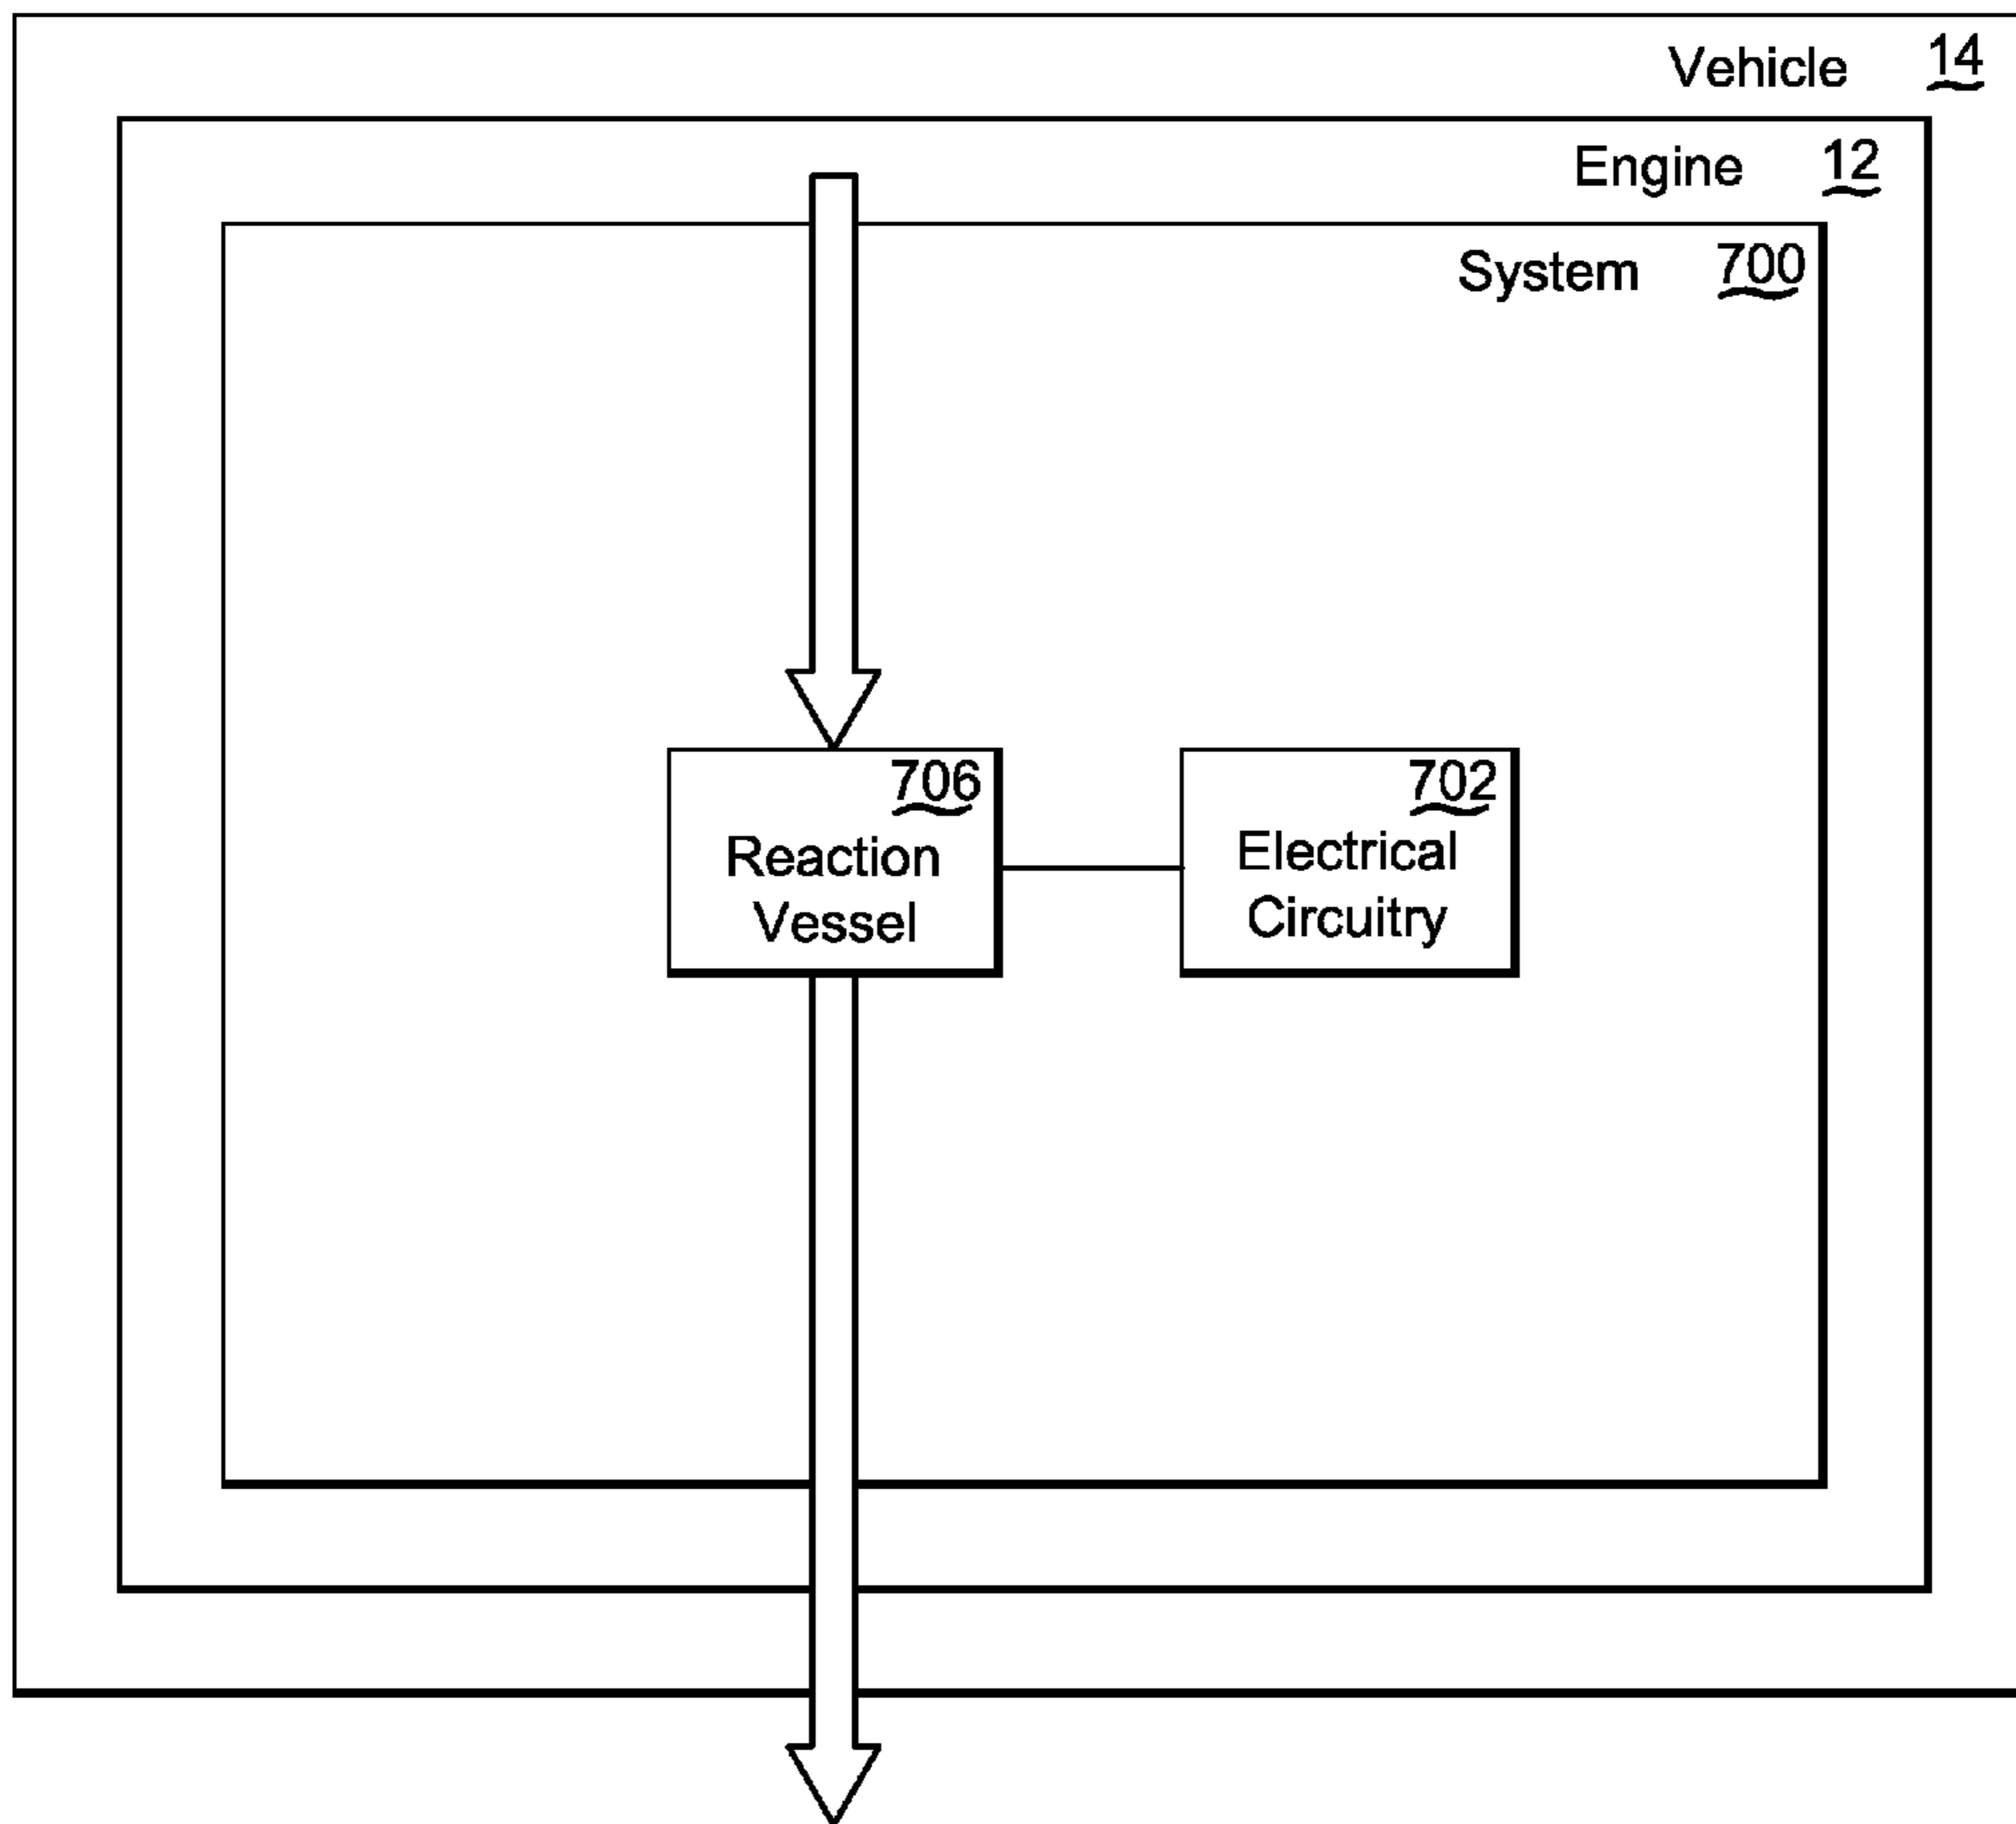 Vehicle 14
Engine 12
System 700
706
Reaction
Vessel
702
Electrical
Circuitry